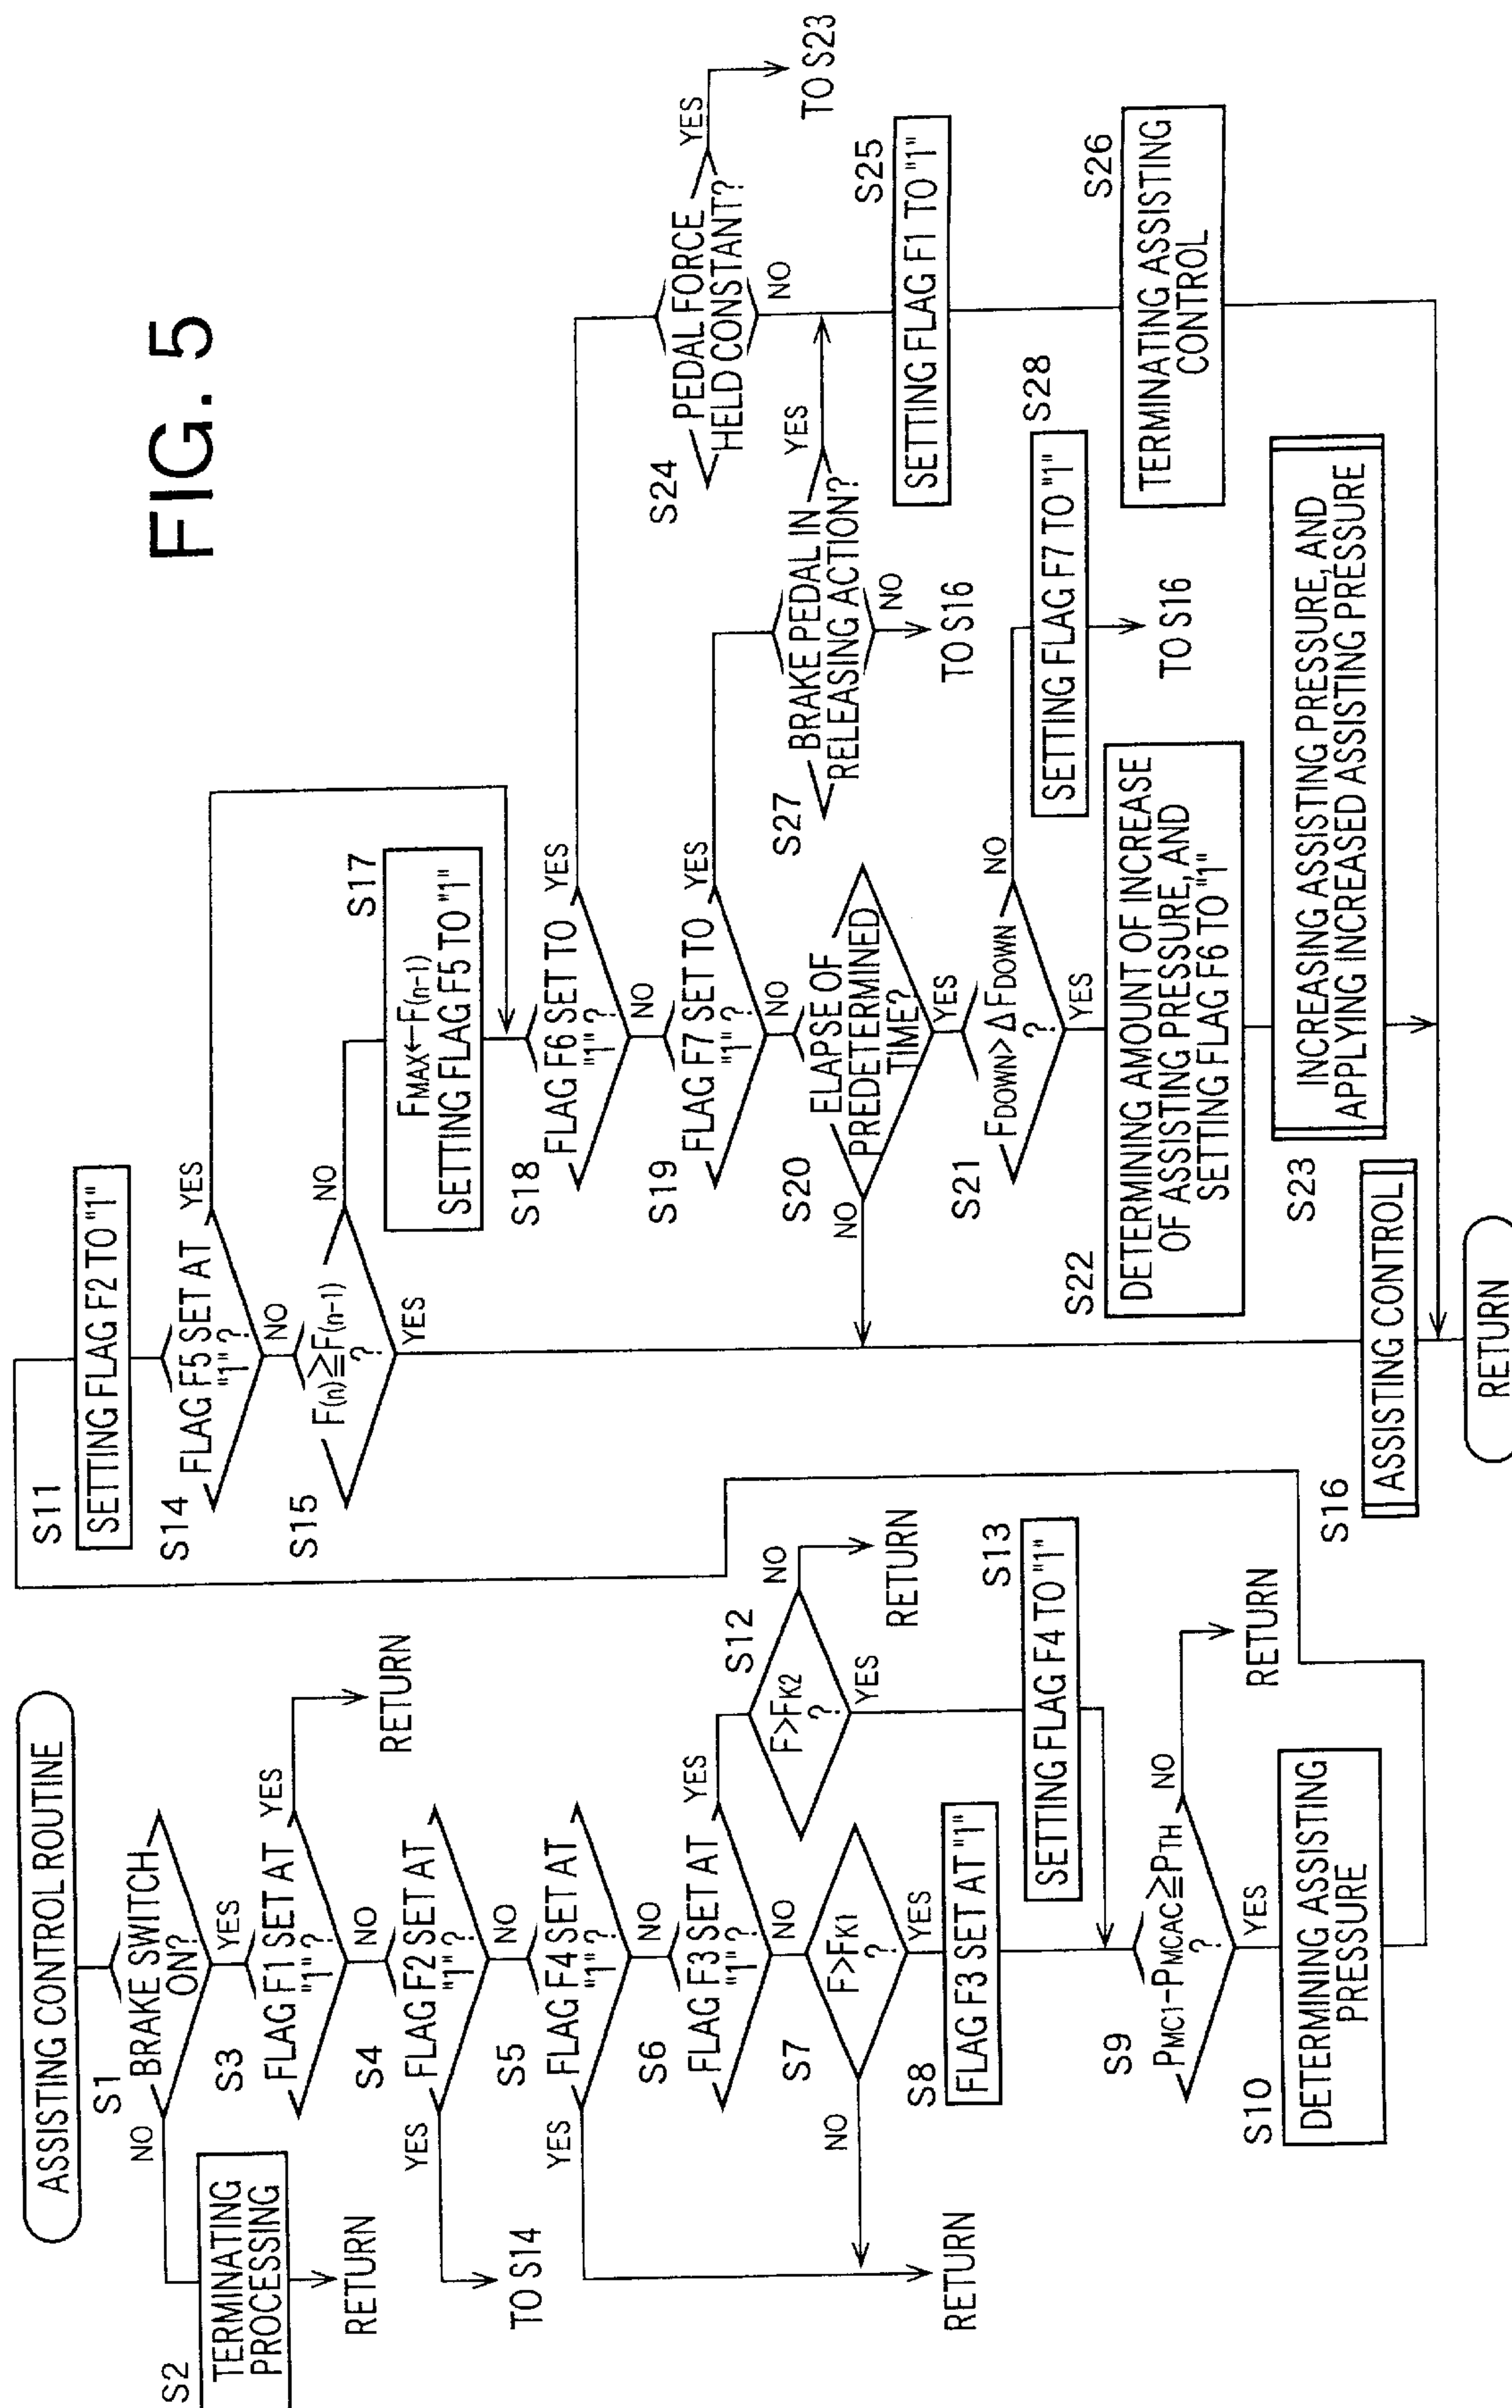 FIG. 5
ASSISTING CONTROL ROUTINE
S1
BRAKE SWITCH
ON?
NO
YES
S2
TERMINATING
PROCESSING
RETURN
S3
FLAG F1 SET AT
"1"?
YES
RETURN
NO
S4
FLAG F2 SET AT
"1"?
YES
TO S14
NO
S5
FLAG F4 SET AT
"1"?
YES
NO
S6
FLAG F3 SET AT
"1"?
YES
NO
S7
F>FK1
?
NO
RETURN
YES
S8
FLAG F3 SET AT "1"
S12
F>FK2
?
NO
RETURN
YES
S13
SETTING FLAG F4 TO "1"
S9
PMC1-PMCAC≧PTH
?
NO
RETURN
YES
S10
DETERMINING ASSISTING
PRESSURE
S11
SETTING FLAG F2 TO "1"
S14
FLAG F5 SET AT
"1"?
YES
NO
S15
F(n)≧F(n-1)
?
NO
YES
S17
FMAX←F(n-1)
SETTING FLAG F5 TO "1"
S18
FLAG F6 SET TO
"1"?
YES
NO
S19
FLAG F7 SET TO
"1"?
YES
NO
S20
ELAPSE OF
PREDETERMINED
TIME?
NO
YES
S21
FDOWN>ΔFDOWN
?
NO
YES
S22
DETERMINING AMOUNT OF INCREASE
OF ASSISTING PRESSURE, AND
SETTING FLAG F6 TO "1"
S23
INCREASING ASSISTING PRESSURE, AND
APPLYING INCREASED ASSISTING PRESSURE
S16
ASSISTING CONTROL
RETURN
S24
PEDAL FORCE
HELD CONSTANT?
YES
TO S23
NO
S27
BRAKE PEDAL IN
RELEASING ACTION?
YES
NO
TO S16
S25
SETTING FLAG F1 TO "1"
S28
SETTING FLAG F7 TO "1"
TO S16
S26
TERMINATING ASSISTING
CONTROL